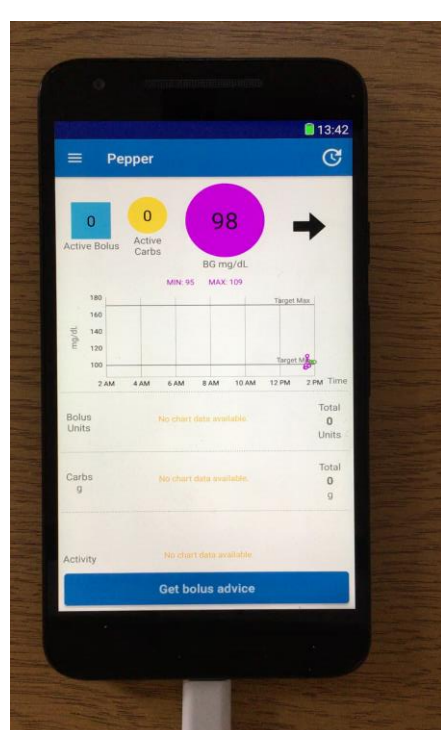 13:42
Pepper
0
0
98
Active Bolus
Active
Carbs
BG mg/dL
MIN: 95 MAX: 109
180
Target Max
160
mg/dL
140
120
Target M
100
2 AM 4 AM 6 AM 8 AM 10 AM 12 PM 2 PM Time
Bolus
Units
No chart data available.
Total
0
Units
Carbs
g
No chart data available.
Total
0
g
Activity
No chart data available
Get bolus advice